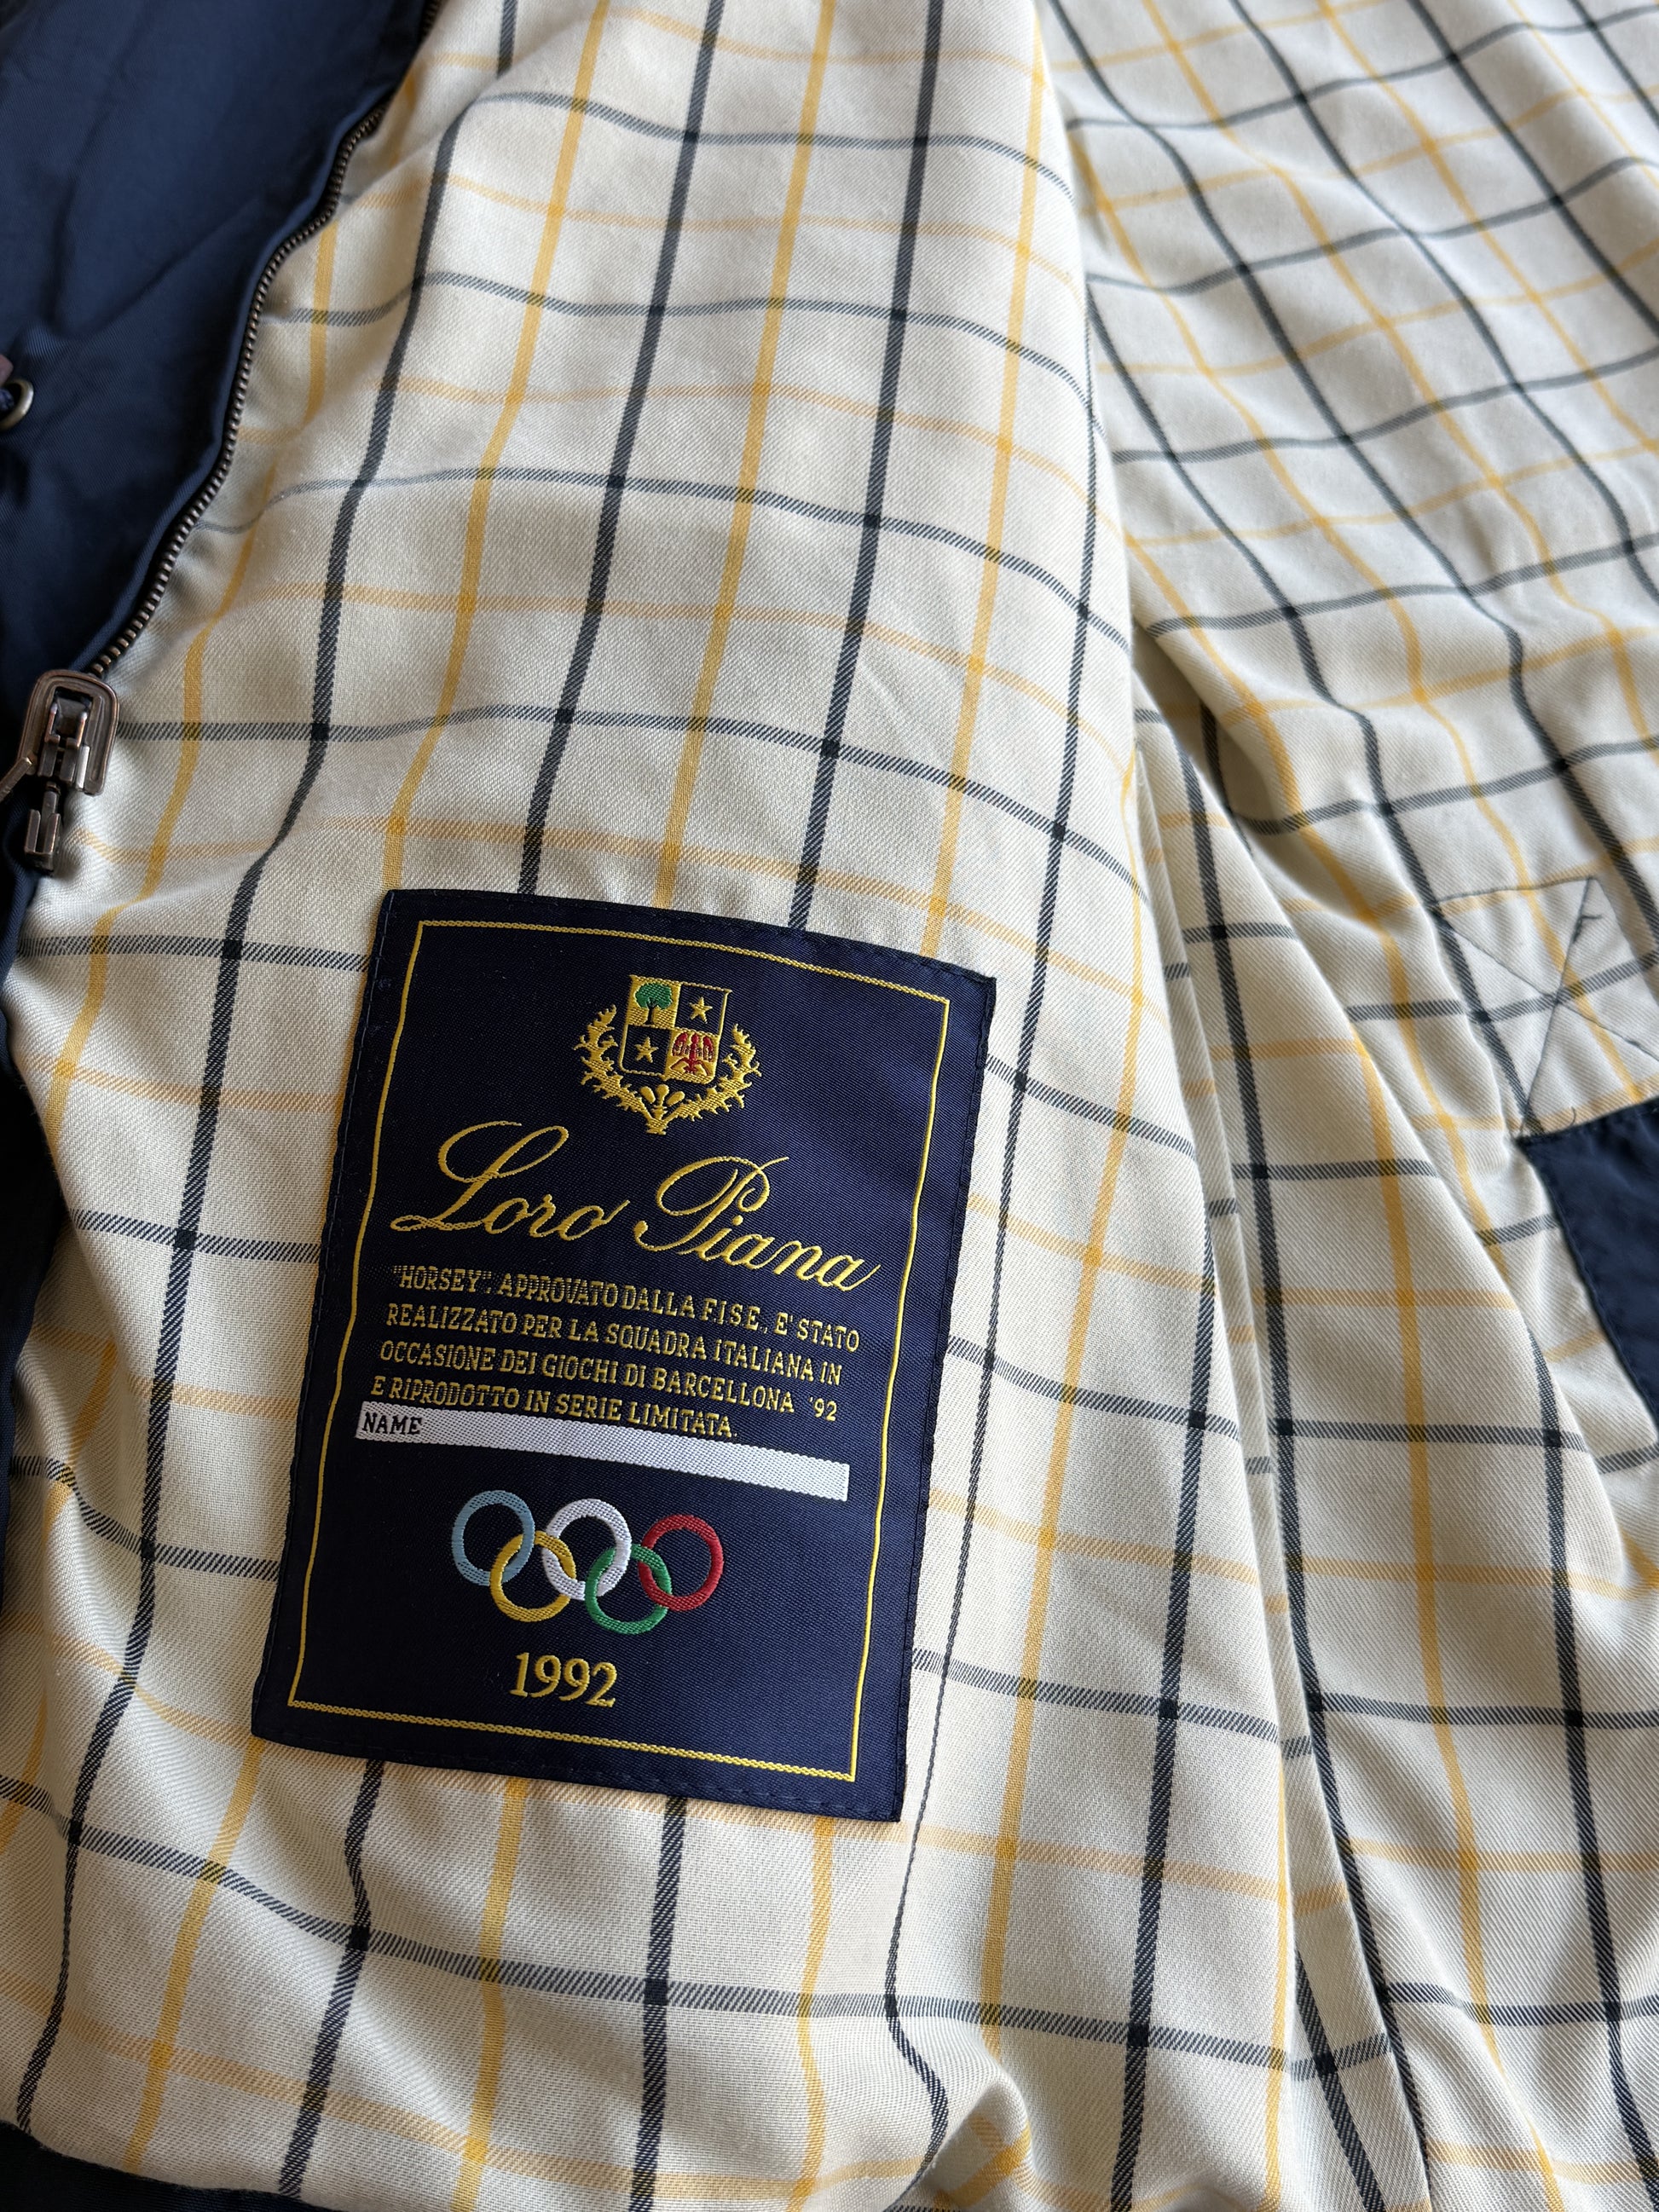 Loro Piana
"HORSEY", APPROVATO DALLA F.I.S.E., E' STATO
REALIZZATO PER LA SQUADRA ITALIANA IN
OCCASIONE DEI GIOCHI DI BARCELLONA '92
E RIPRODOTTO IN SERIE LIMITATA.
NAME
1992